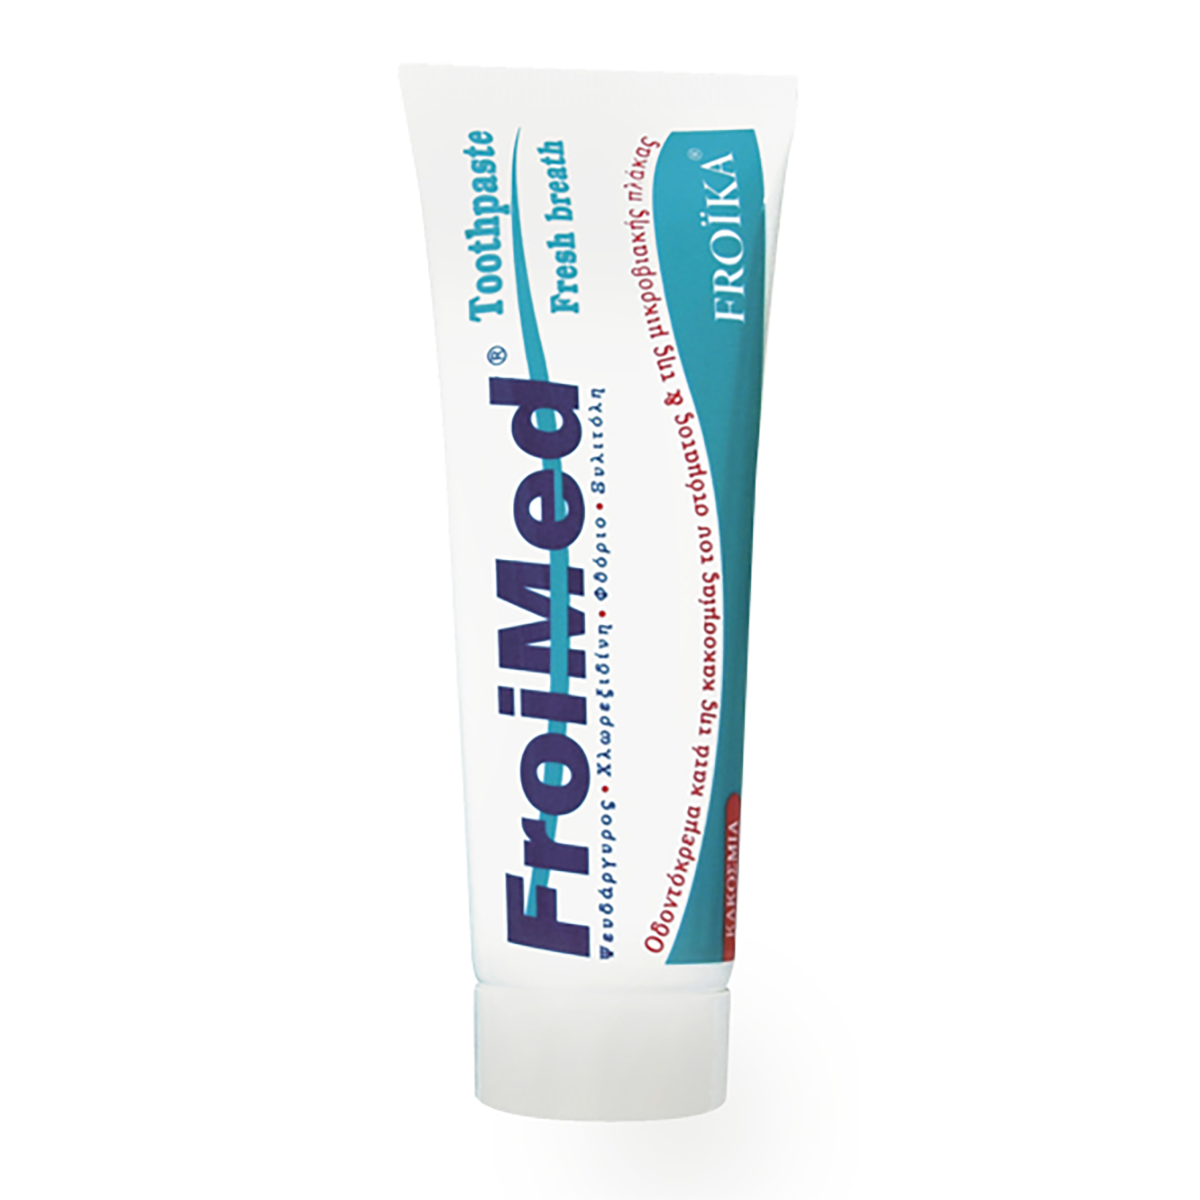 FroiMed® Toothpaste
Fresh breath
Ψευδάργυρος • Χλωρεξιδίνη • Φθόριο • Ξυλιτόλη
Οδοντόκρεμα κατά της κακοσμίας του στόματος & της μικροβιακής πλάκας
FROÏKA®
ΚΑΚΟΣΜΙΑ